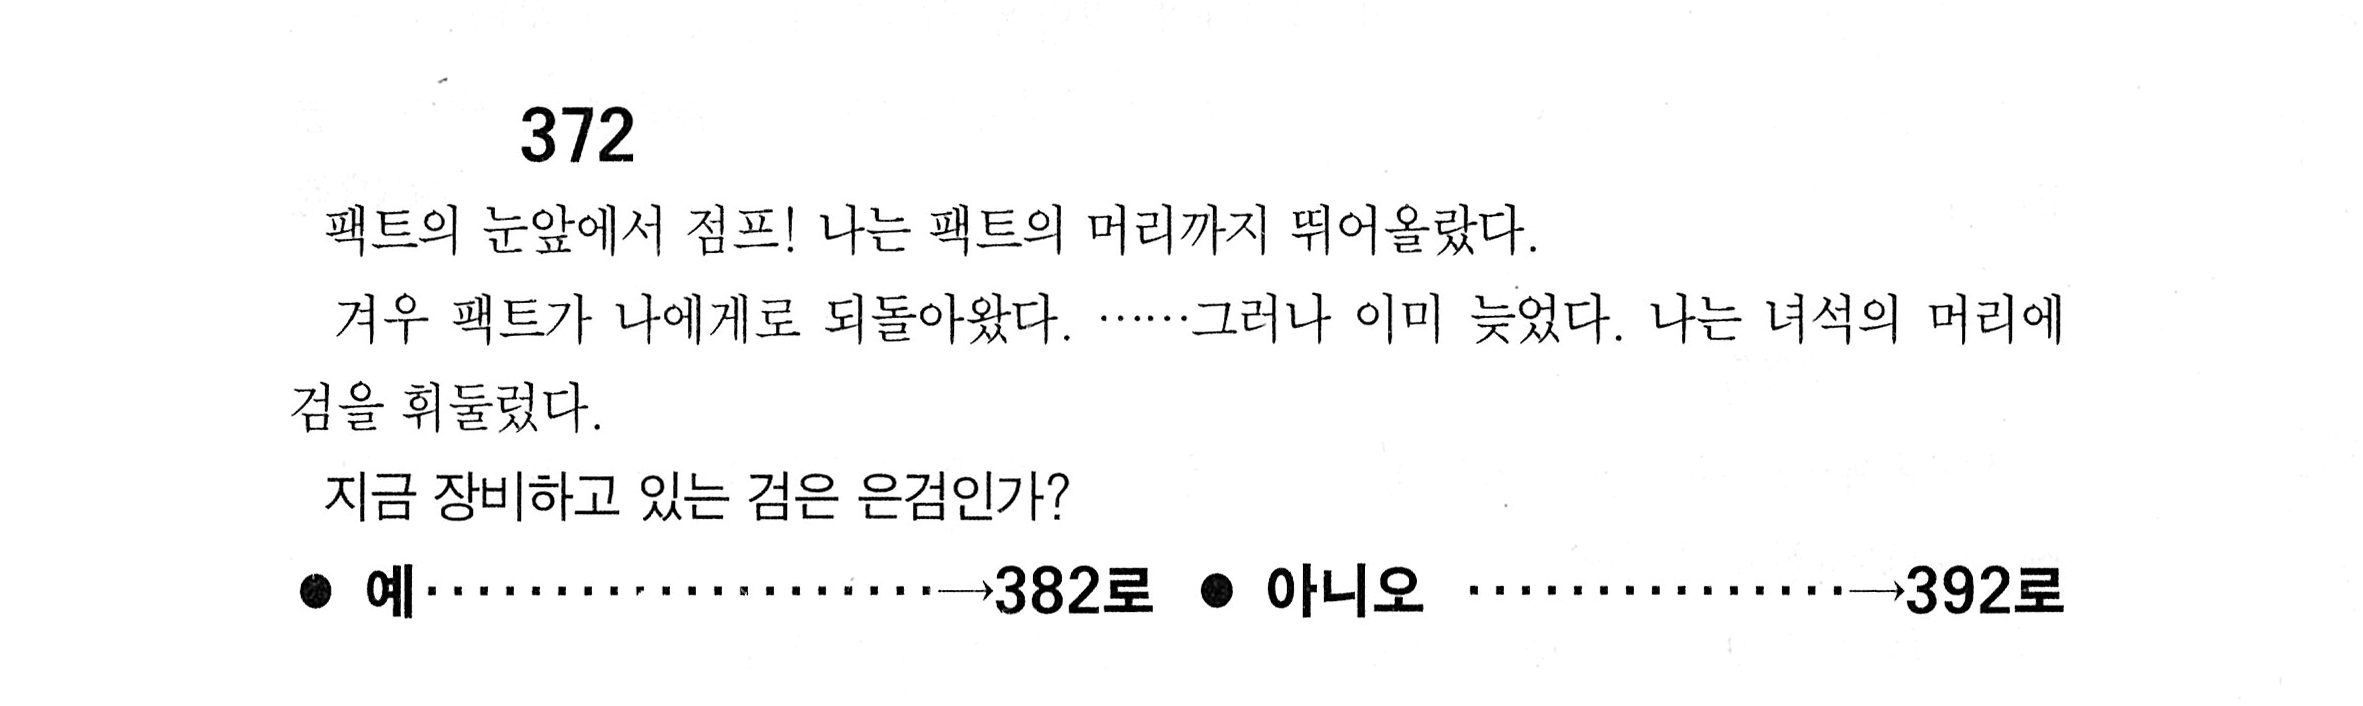 372
팩트의 눈앞에서 점프! 나는 팩트의 머리까지 뛰어올랐다.
겨우 팩트가 나에게로 되돌아왔다. ……그러나 이미 늦었다. 나는 녀석의 머리에
검을 휘둘렀다.
지금 장비하고 있는 검은 은검인가?
● 예····················→382로 ● 아니오 ···············→392로